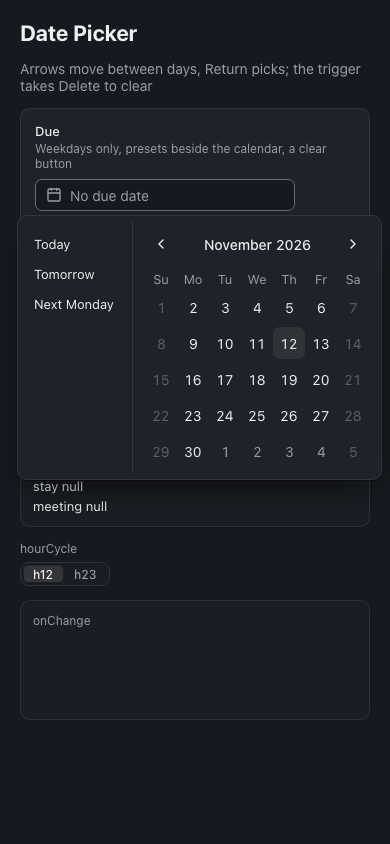 Date Picker
Arrows move between days, Return picks; the trigger
takes Delete to clear
Due
Weekdays only, presets beside the calendar, a clear
button
No due date
Today
Tomorrow
Next Monday
November 2026
Su Mo Tu We Th Fr Sa
1 2 3 4 5 6 7
8 9 10 11 12 13 14
15 16 17 18 19 20 21
22 23 24 25 26 27 28
29 30 1 2 3 4 5
stay null
meeting null
hourCycle
h12 h23
onChange